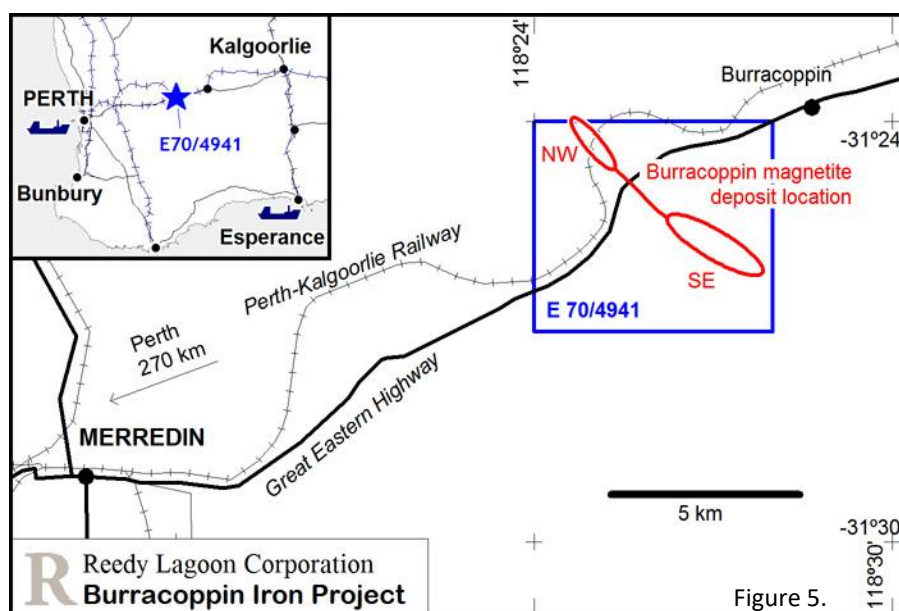 Kalgoorlie
PERTH
E70/4941
Bunbury
Esperance
118º24'
Burracoppin
-31º24
NW
Burracoppin magnetite
deposit location
SE
E 70/4941
Perth-Kalgoorlie Railway
Perth
270 km
Great Eastern Highway
MERREDIN
5 km
-31º30
118º30'
R Reedy Lagoon Corporation
Burracoppin Iron Project
Figure 5.